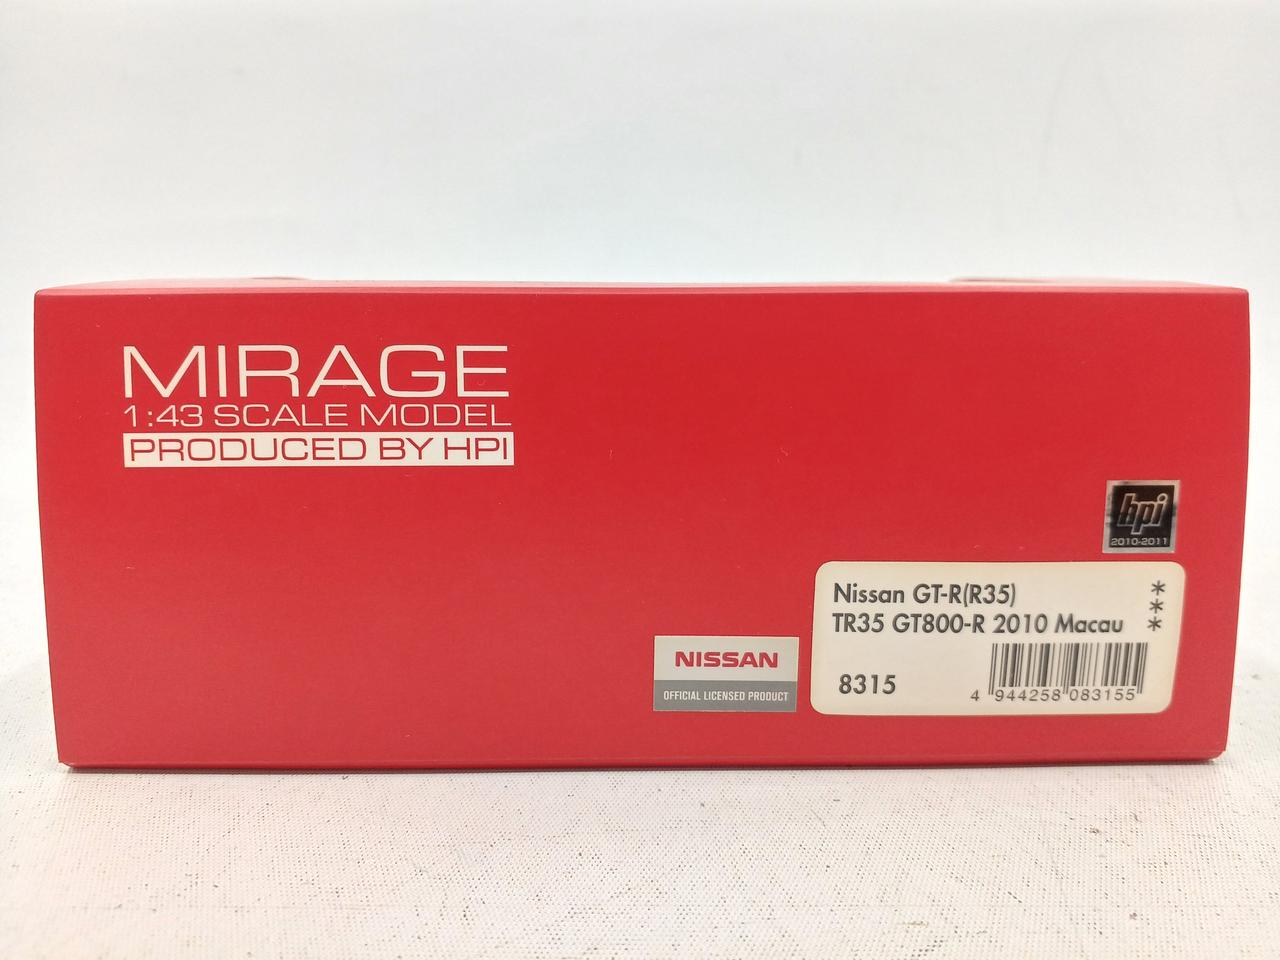 MIRAGE
1:43 SCALE MODEL
PRODUCED BY HPI
hpi
2010-2011
Nissan GT-R(R35)
TR35 GT800-R 2010 Macau
***
8315
4 944258 083155
NISSAN
OFFICIAL LICENSED PRODUCT